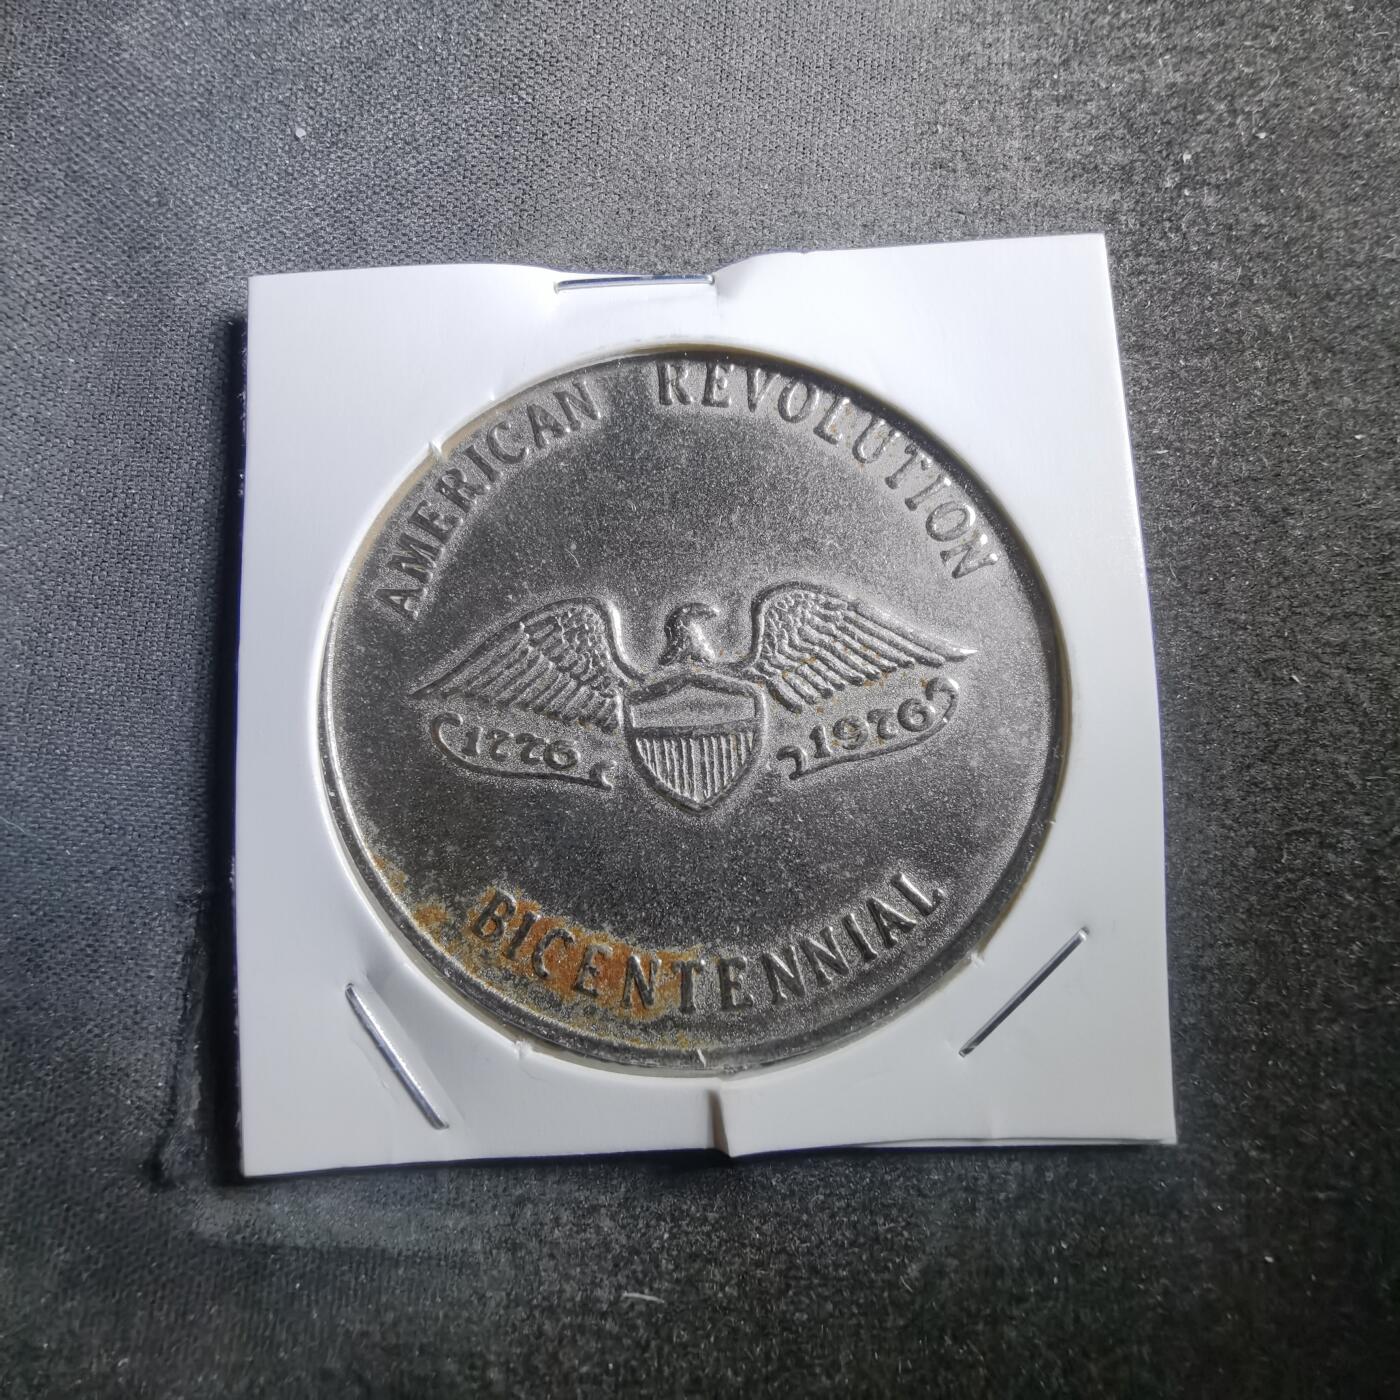 AMERICAN REVOLUTION
1776 1976
BICENTENNIAL